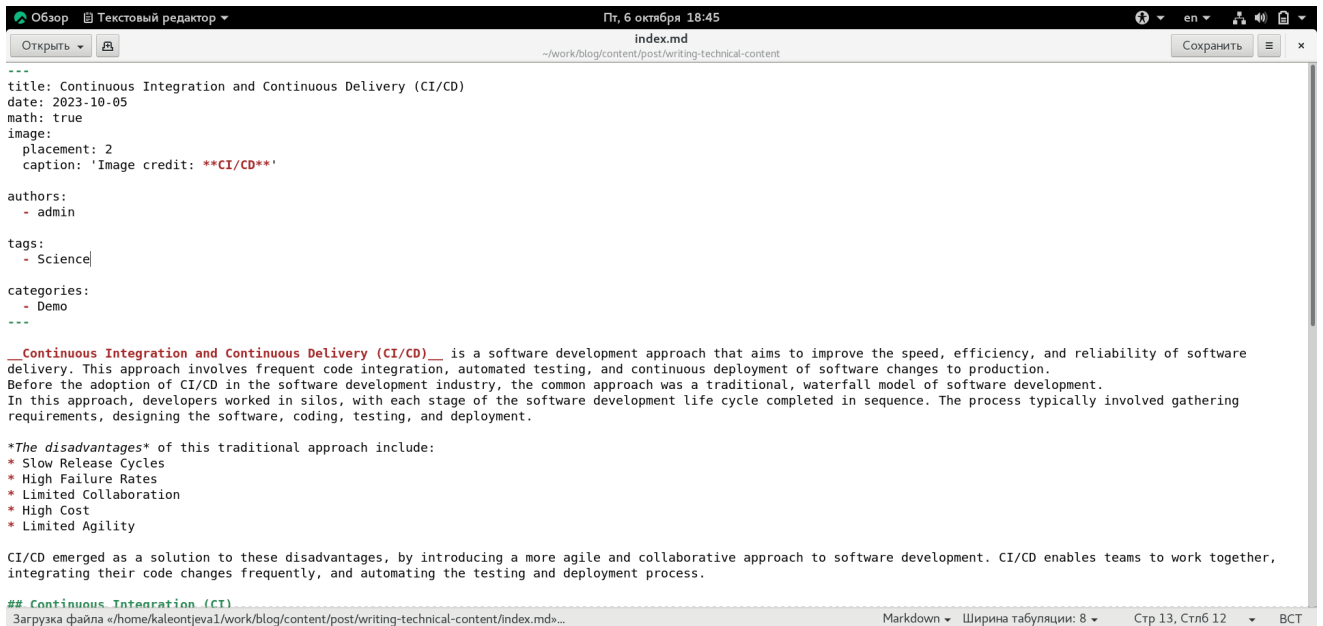 Обзор Текстовый редактор Пт, 6 октября 18:45 en
Открыть index.md Сохранить
~/work/blog/content/post/writing-technical-content
---
title: Continuous Integration and Continuous Delivery (CI/CD)
date: 2023-10-05
math: true
image:
  placement: 2
  caption: 'Image credit: **CI/CD**'

authors:
  - admin

tags:
  - Science

categories:
  - Demo
---

__Continuous Integration and Continuous Delivery (CI/CD)__ is a software development approach that aims to improve the speed, efficiency, and reliability of software
delivery. This approach involves frequent code integration, automated testing, and continuous deployment of software changes to production.
Before the adoption of CI/CD in the software development industry, the common approach was a traditional, waterfall model of software development.
In this approach, developers worked in silos, with each stage of the software development life cycle completed in sequence. The process typically involved gathering
requirements, designing the software, coding, testing, and deployment.

*The disadvantages* of this traditional approach include:
* Slow Release Cycles
* High Failure Rates
* Limited Collaboration
* High Cost
* Limited Agility

CI/CD emerged as a solution to these disadvantages, by introducing a more agile and collaborative approach to software development. CI/CD enables teams to work together,
integrating their code changes frequently, and automating the testing and deployment process.

## Continuous Integration (CI)
Загрузка файла «/home/kaleontjeva1/work/blog/content/post/writing-technical-content/index.md»... Markdown Ширина табуляции: 8 Стр 13, Стлб 12 ВСТ